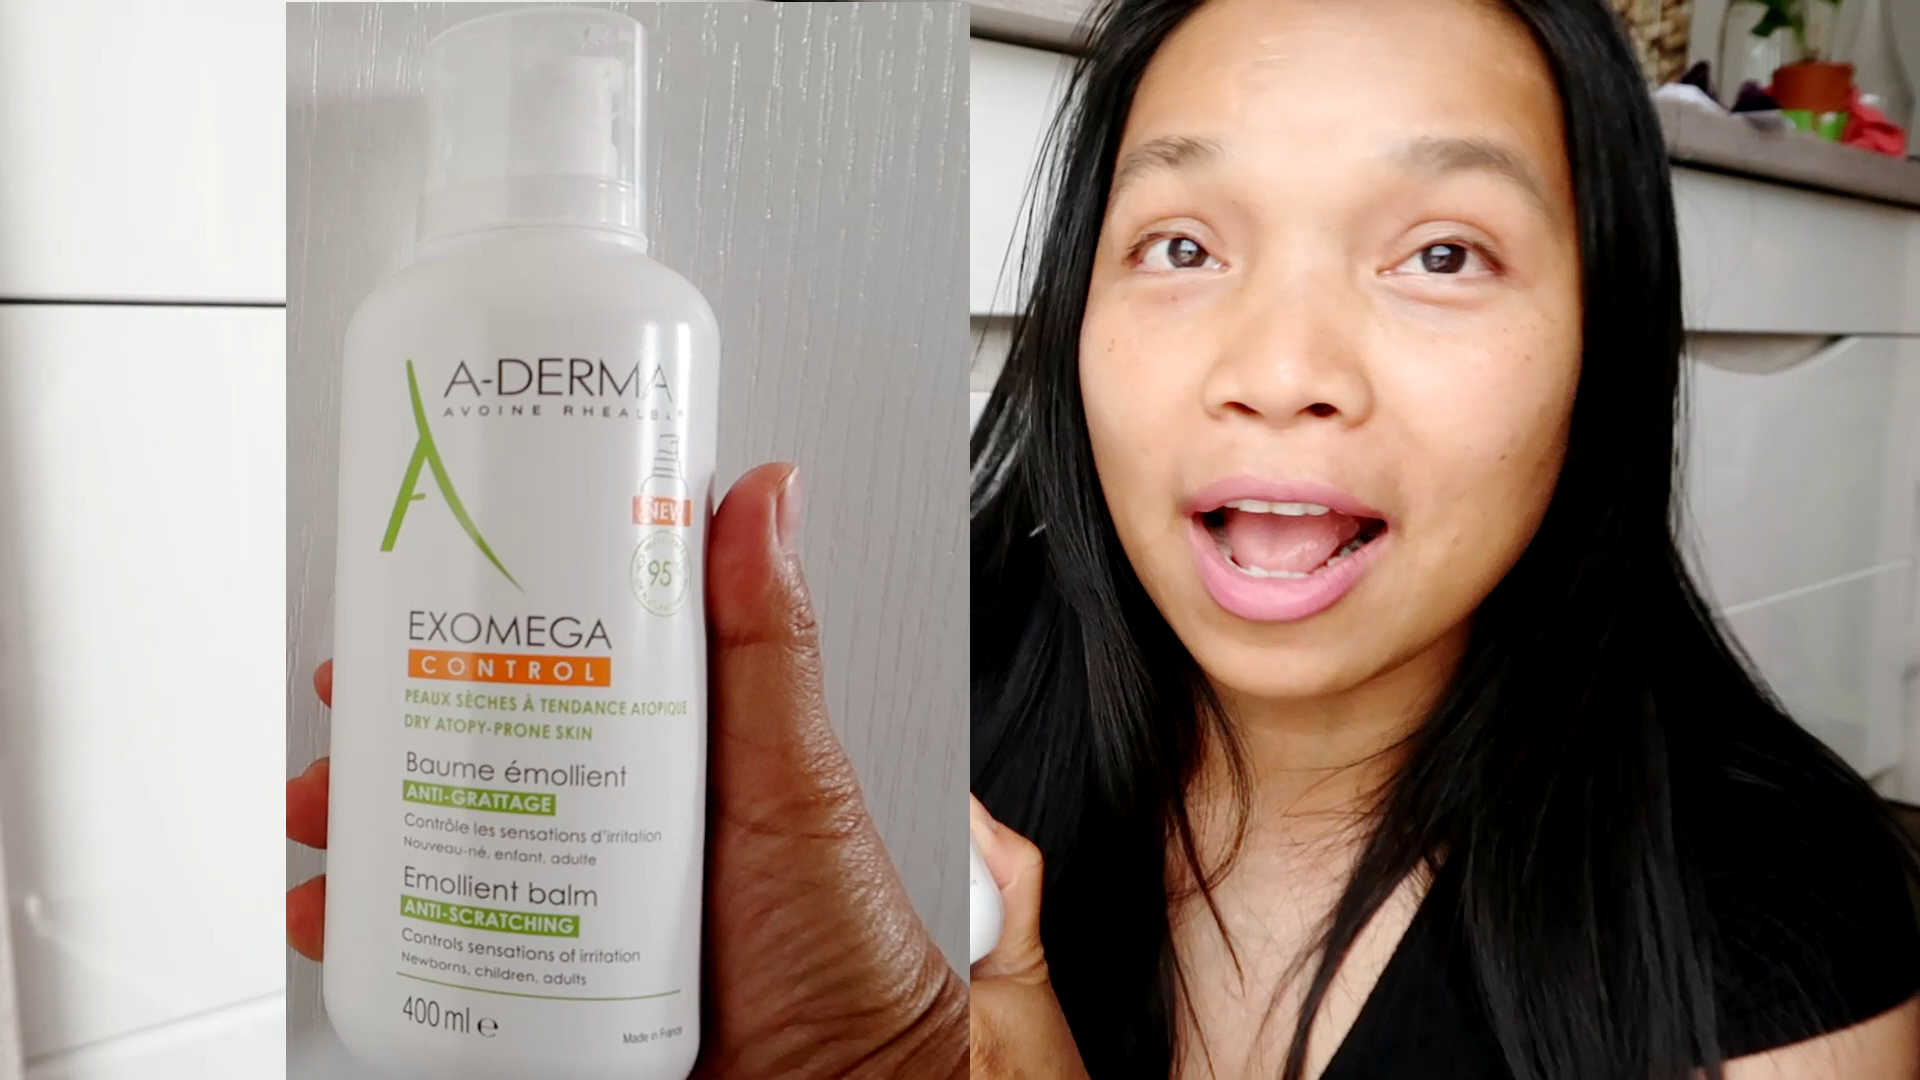 A-DERMA
AVOINE RHEALBA
NEW
95%
EXOMEGA
CONTROL
PEAUX SÈCHES À TENDANCE ATOPIQUE
DRY ATOPY-PRONE SKIN
Baume émollient
ANTI-GRATTAGE
Contrôle les sensations d'irritation
Nouveau-né, enfant, adulte
Emollient balm
ANTI-SCRATCHING
Controls sensations of irritation
Newborns, children, adults
400 ml e
Made in France